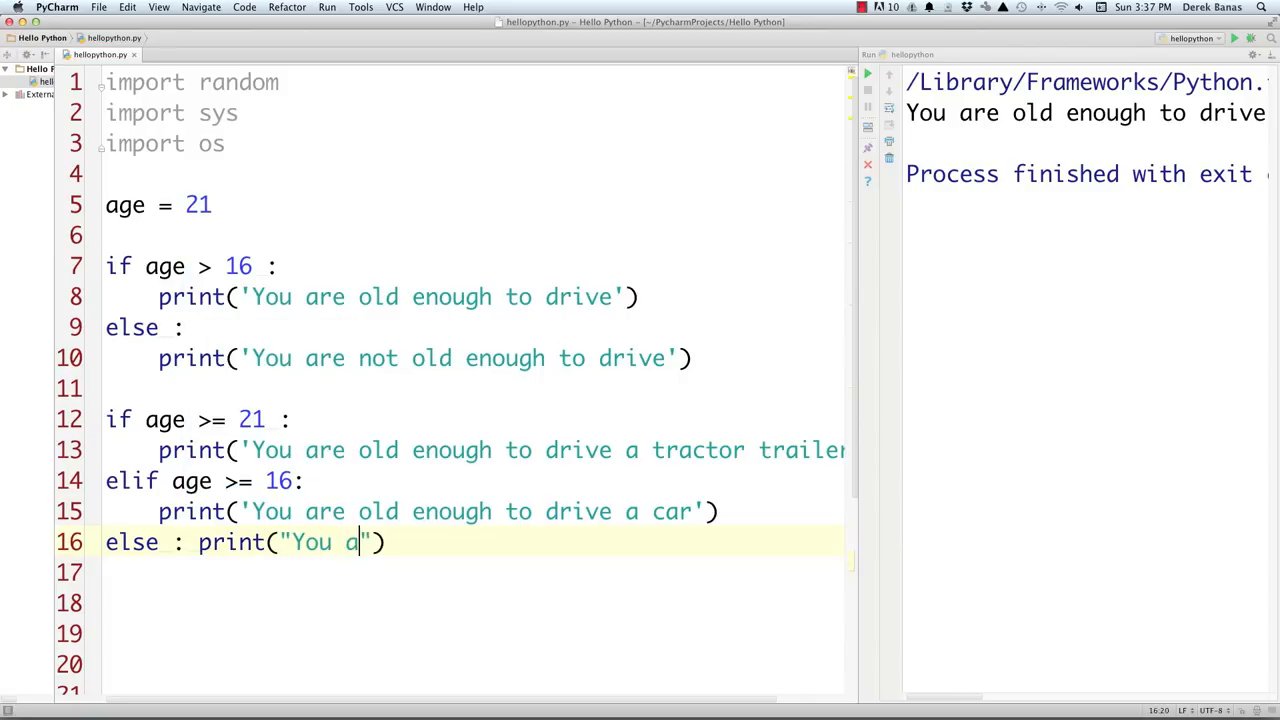 PyCharm File Edit View Navigate Code Refactor Run Tools VCS Window Help 10 Sun 3:37 PM Derek Banas
hellopython.py – Hello Python – [~/PycharmProjects/Hello Python]
Hello Python hellopython.py hellopython
hellopython.py Run hellopython
Hello P
hell
Extern
1 import random
2 import sys
3 import os
4
5 age = 21
6
7 if age > 16 :
8 print('You are old enough to drive')
9 else :
10 print('You are not old enough to drive')
11
12 if age >= 21 :
13 print('You are old enough to drive a tractor trailer
14 elif age >= 16:
15 print('You are old enough to drive a car')
16 else : print("You a")
17
18
19
20
21
/Library/Frameworks/Python.
You are old enough to drive
Process finished with exit
16:20 LF UTF-8